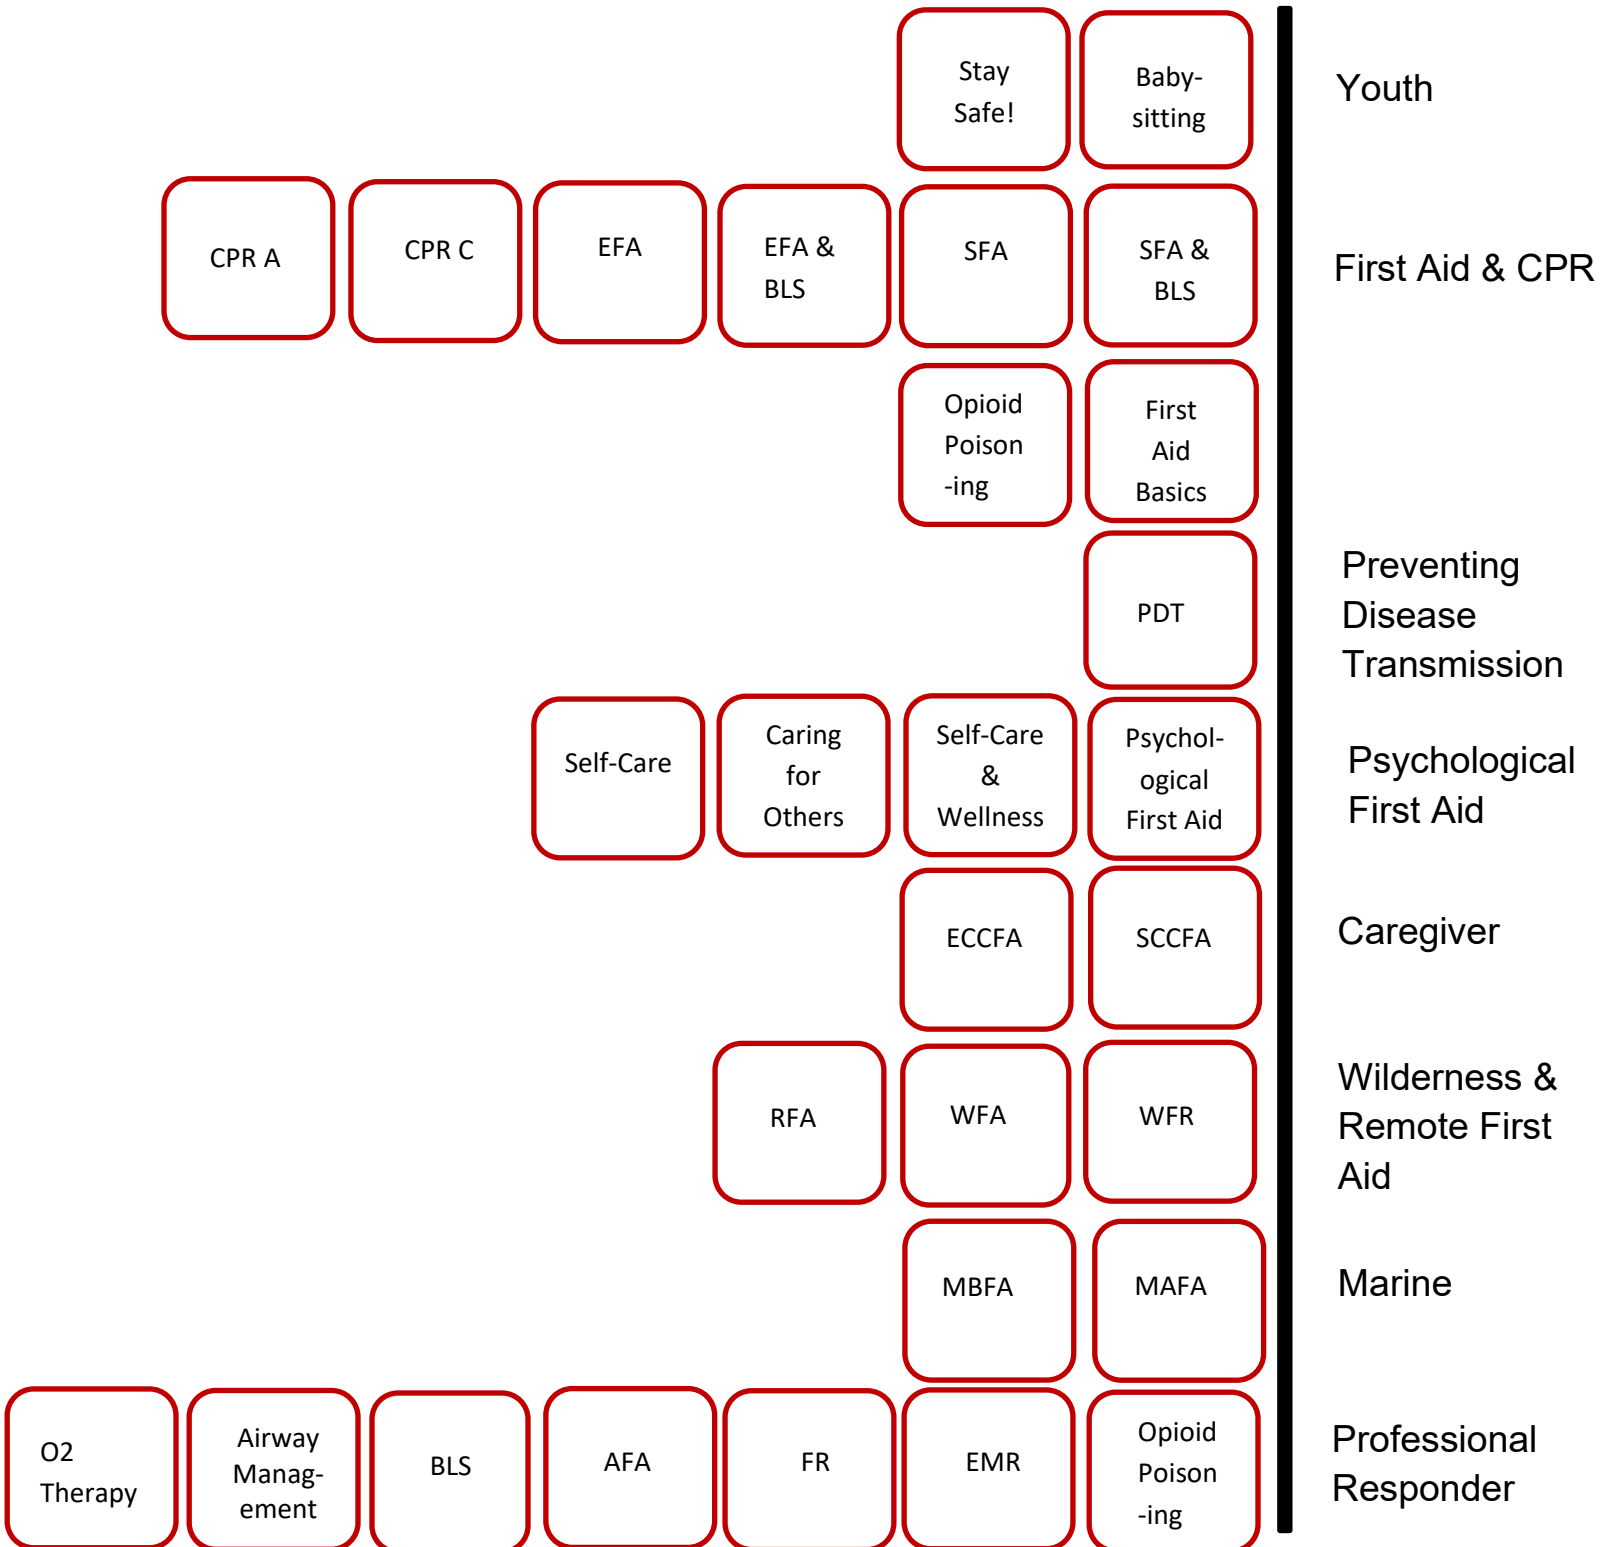 Stay
Safe!
Baby-
sitting
Youth
CPR A
CPR C
EFA
EFA &
BLS
SFA
SFA &
BLS
First Aid & CPR
Opioid
Poison
-ing
First
Aid
Basics
PDT
Preventing
Disease
Transmission
Self-Care
Caring
for
Others
Self-Care
&
Wellness
Psychol-
ogical
First Aid
Psychological
First Aid
ECCFA
SCCFA
Caregiver
RFA
WFA
WFR
Wilderness &
Remote First
Aid
MBFA
MAFA
Marine
O2
Therapy
Airway
Manag-
ement
BLS
AFA
FR
EMR
Opioid
Poison
-ing
Professional
Responder